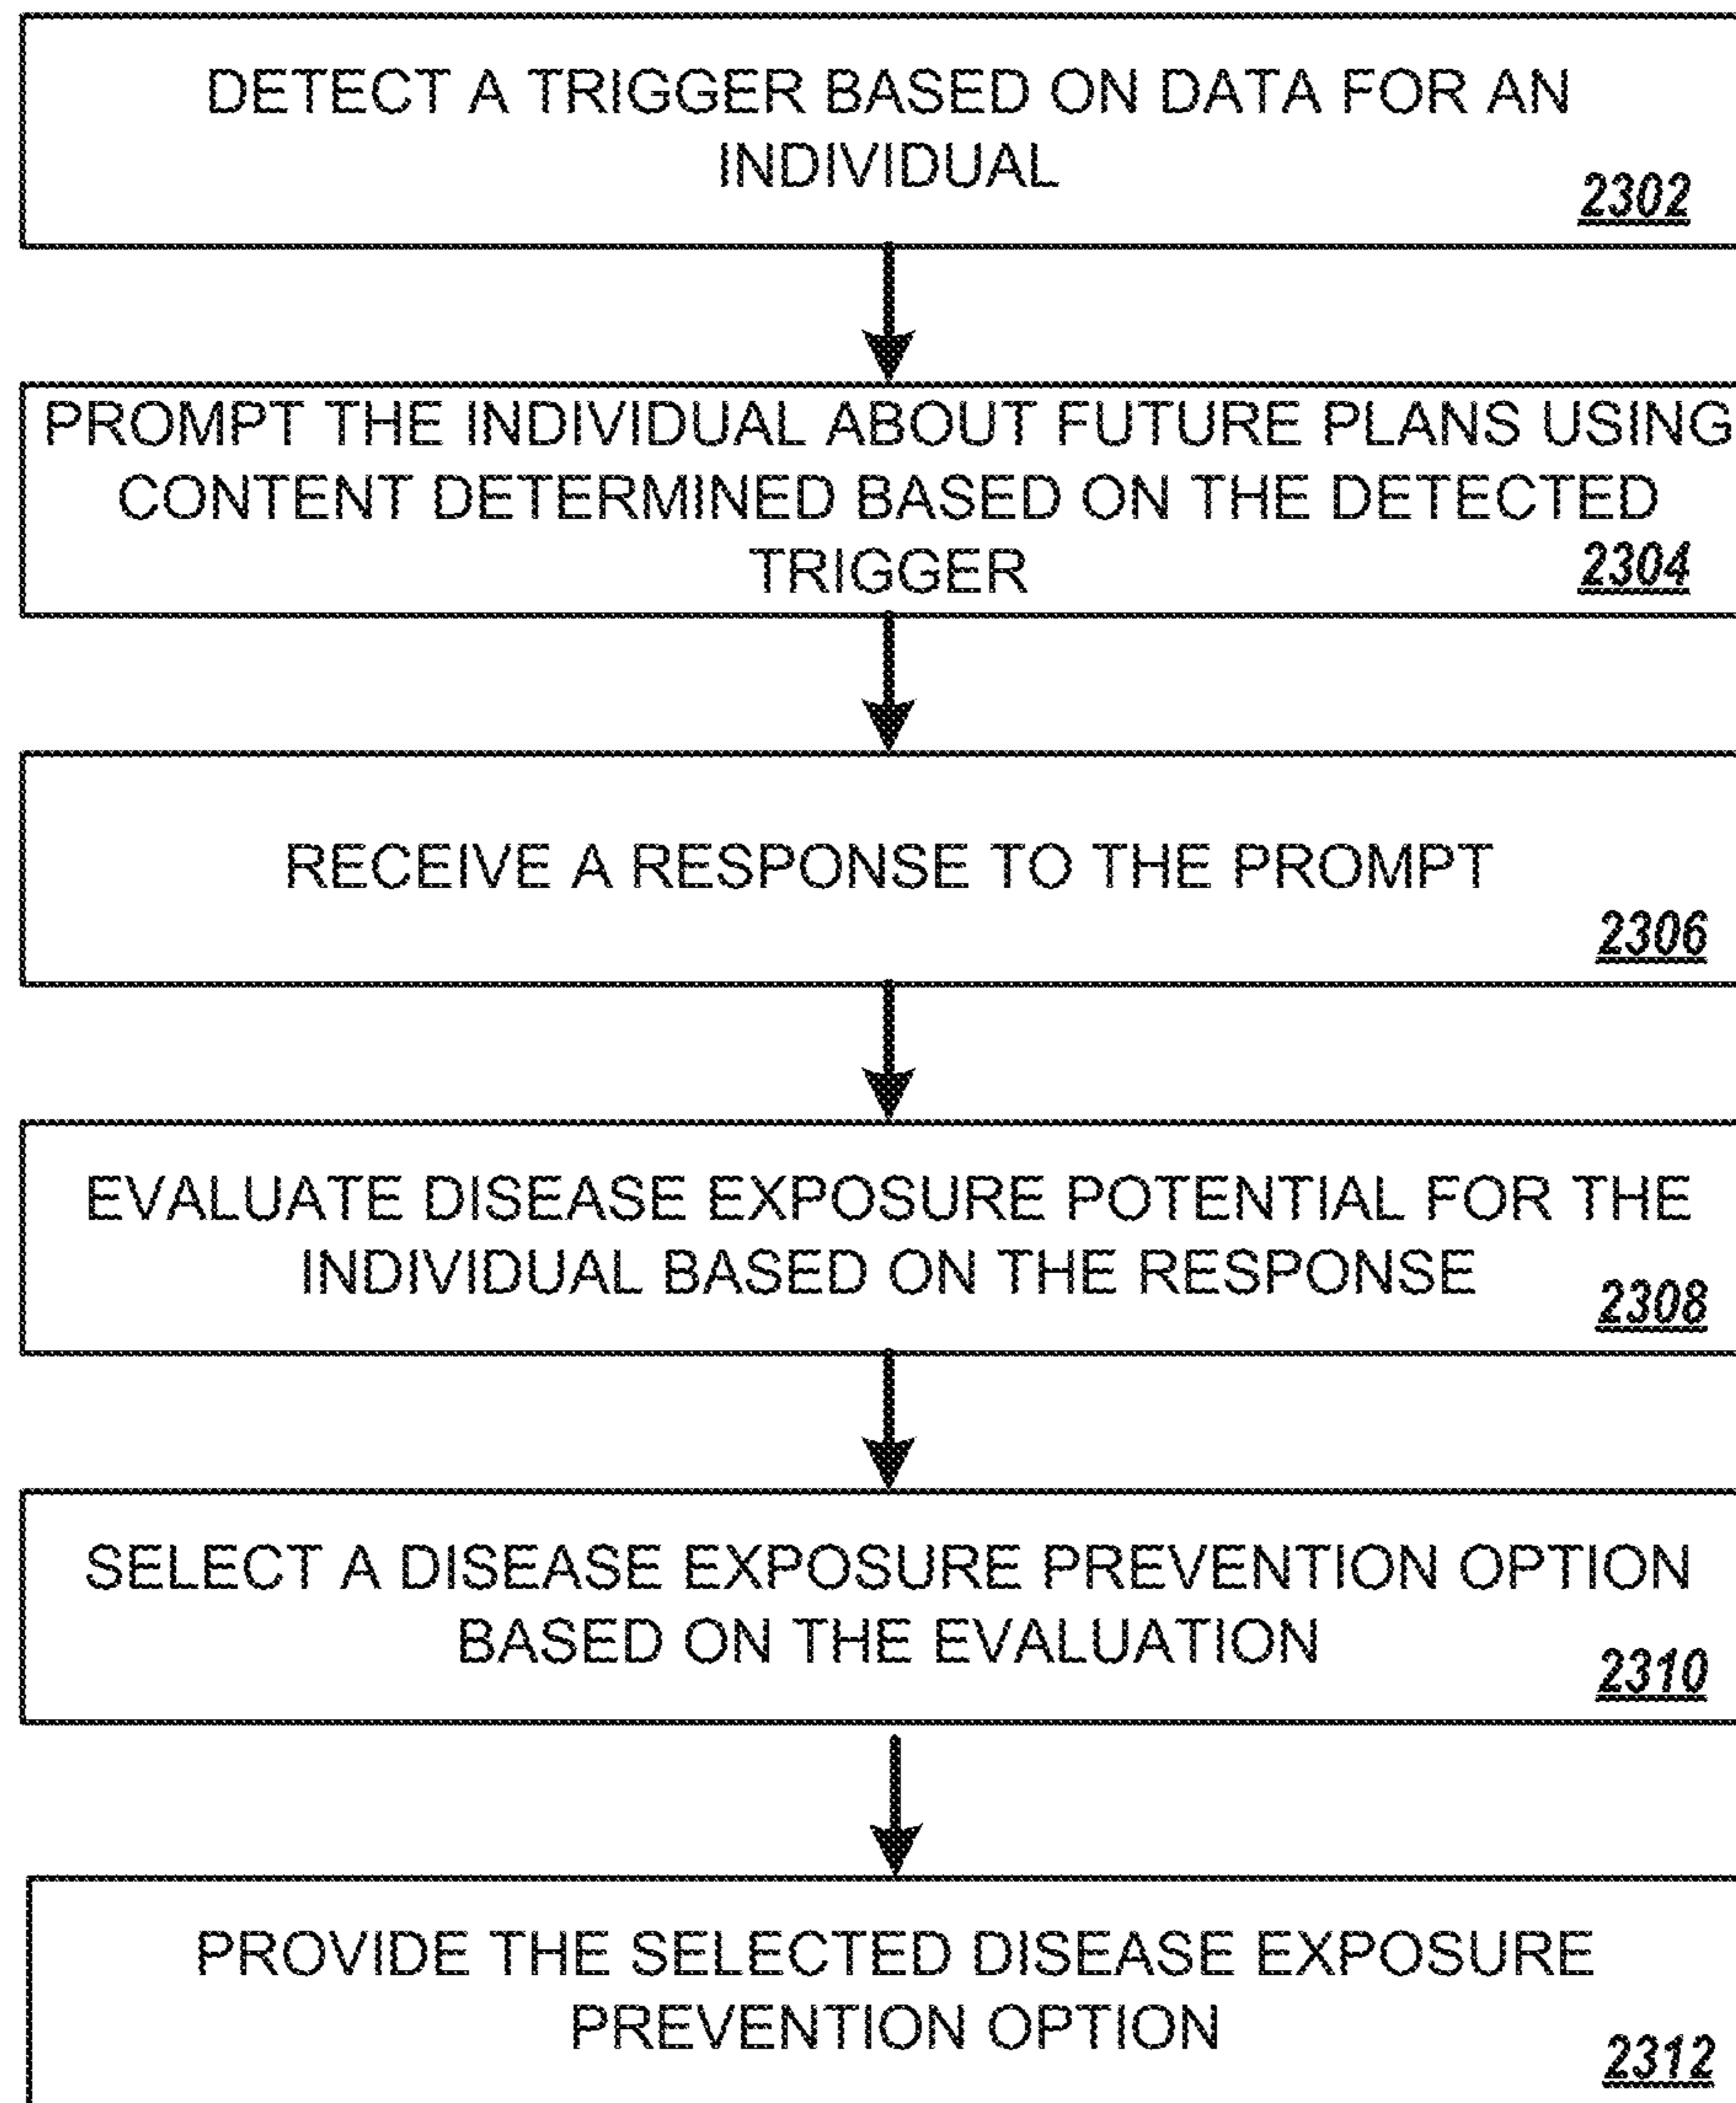 DETECT A TRIGGER BASED ON DATA FOR AN
INDIVIDUAL
2302
PROMPT THE INDIVIDUAL ABOUT FUTURE PLANS USING
CONTENT DETERMINED BASED ON THE DETECTED
TRIGGER
2304
RECEIVE A RESPONSE TO THE PROMPT
2306
EVALUATE DISEASE EXPOSURE POTENTIAL FOR THE
INDIVIDUAL BASED ON THE RESPONSE
2308
SELECT A DISEASE EXPOSURE PREVENTION OPTION
BASED ON THE EVALUATION
2310
PROVIDE THE SELECTED DISEASE EXPOSURE
PREVENTION OPTION
2312